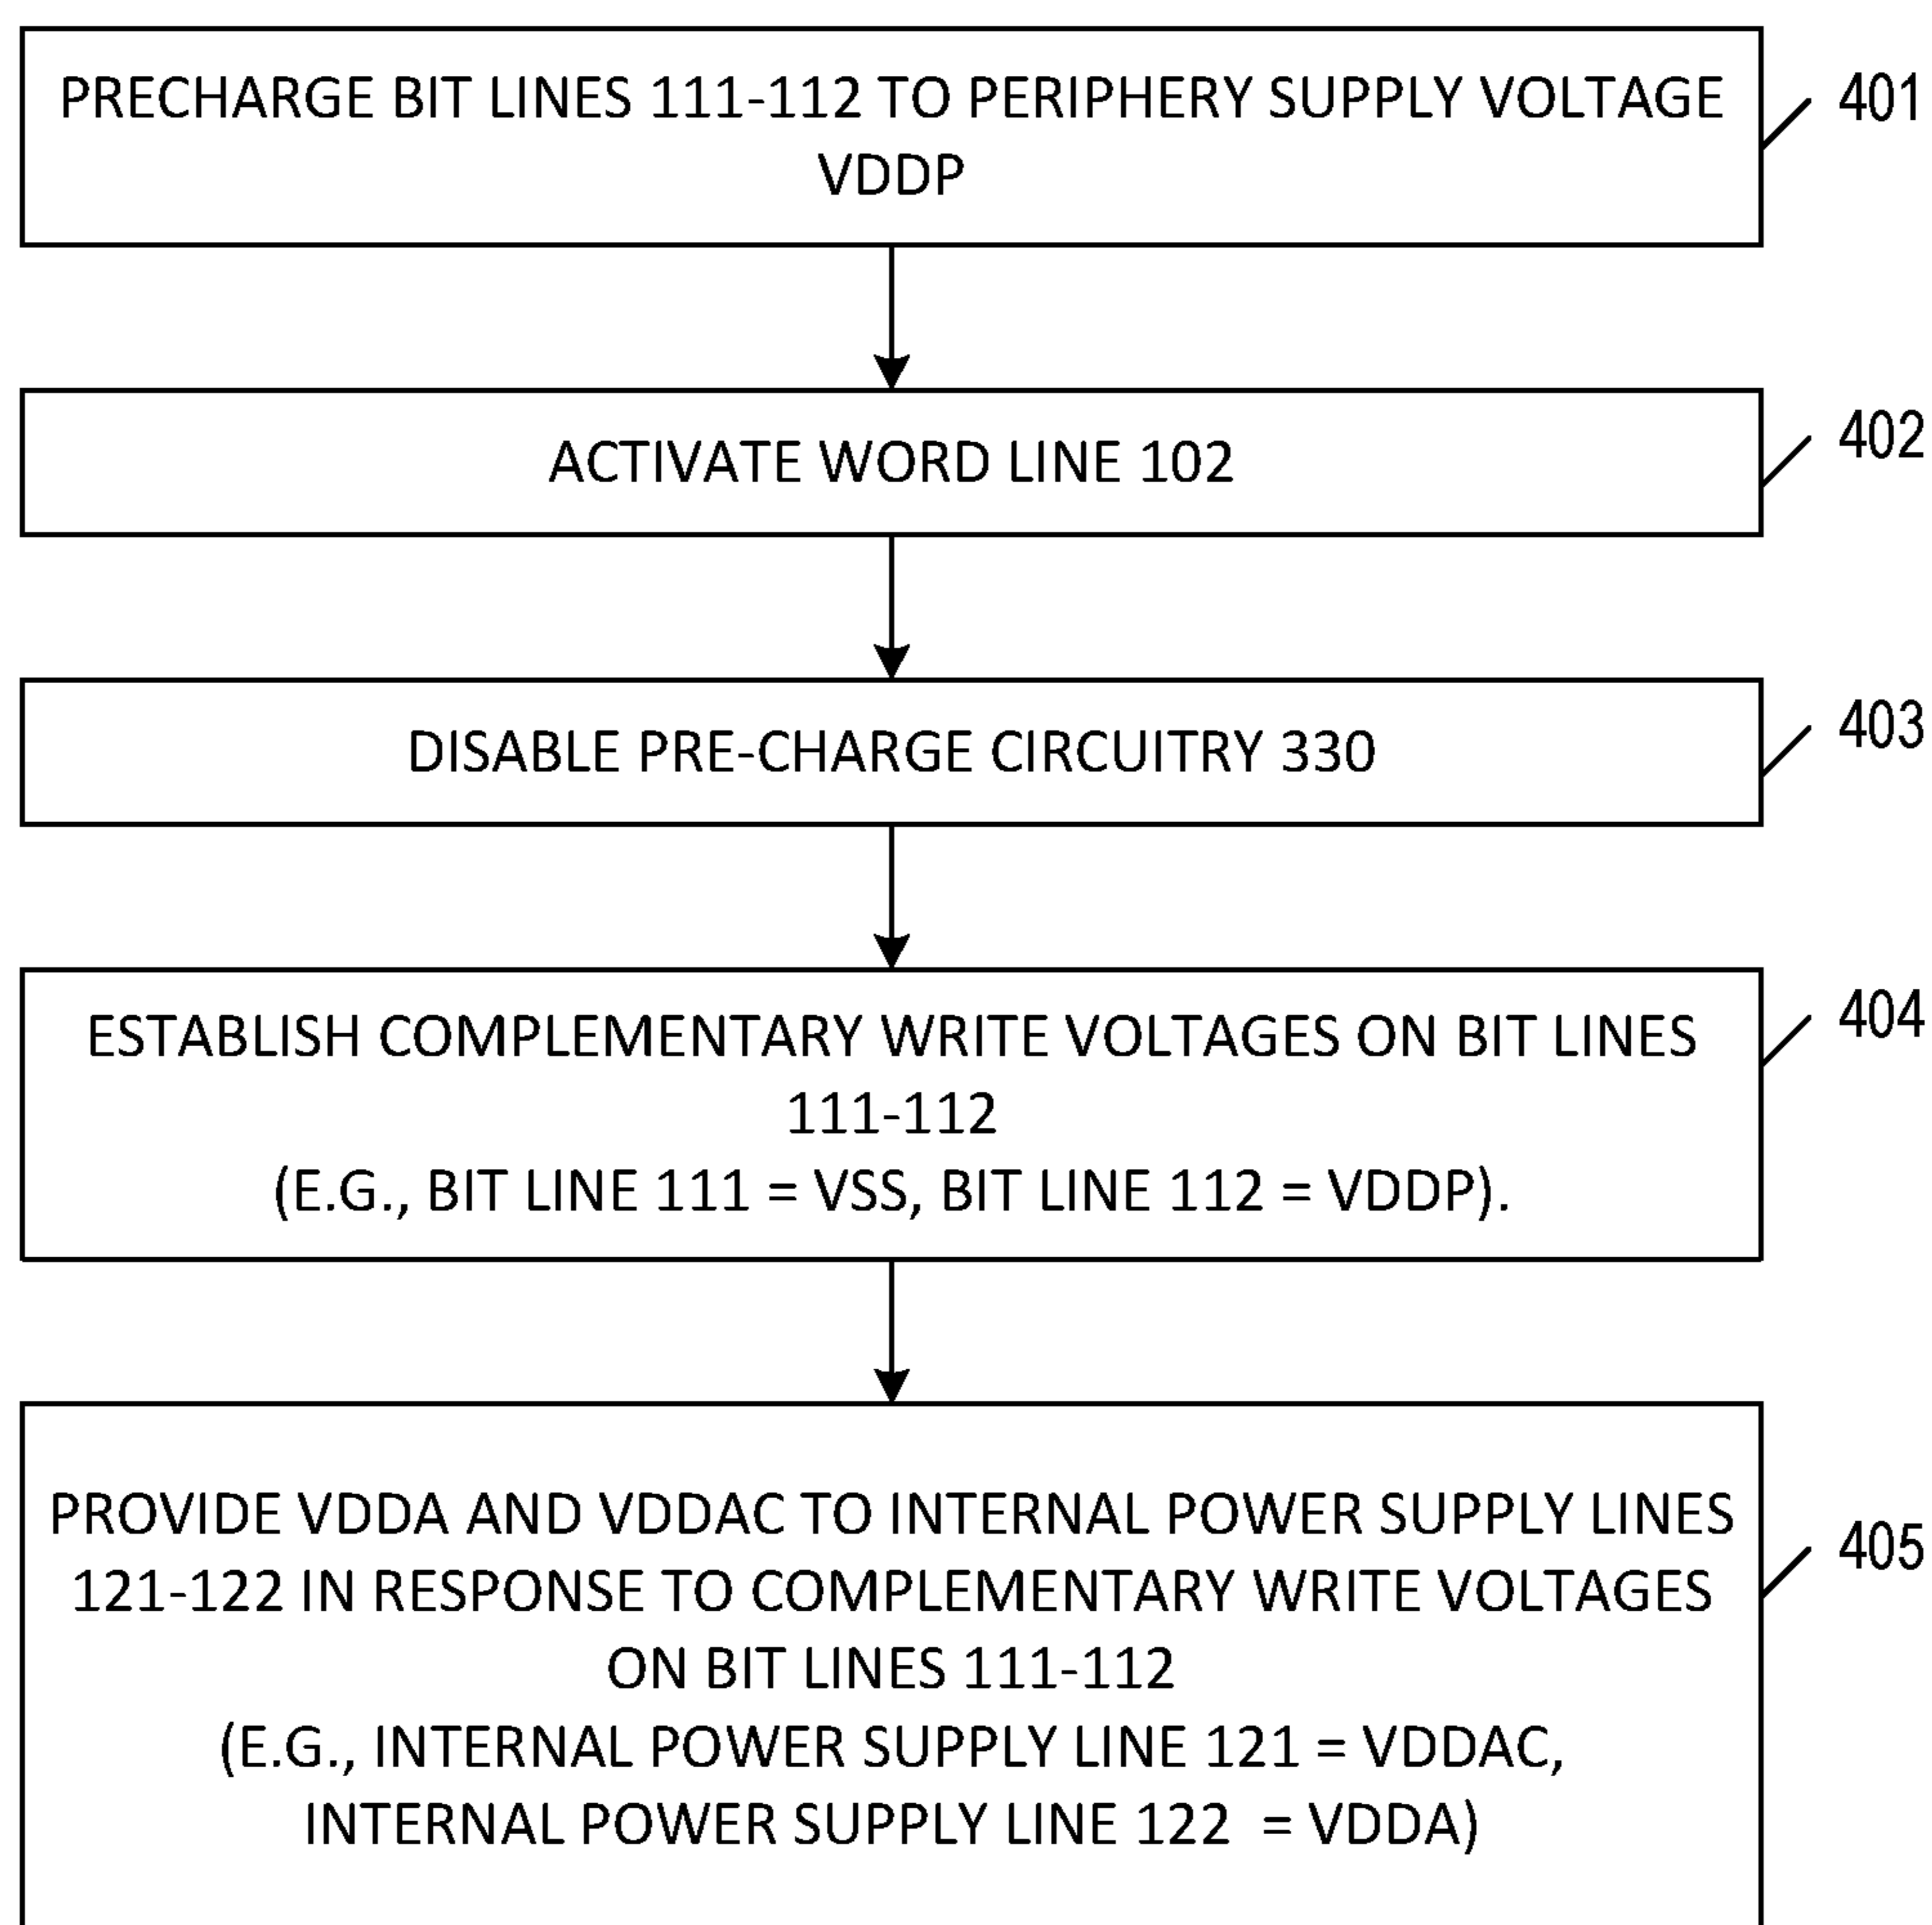 PRECHARGE BIT LINES 111-112 TO PERIPHERY SUPPLY VOLTAGE
VDDP
401
ACTIVATE WORD LINE 102
402
DISABLE PRE-CHARGE CIRCUITRY 330
403
ESTABLISH COMPLEMENTARY WRITE VOLTAGES ON BIT LINES
111-112
(E.G., BIT LINE 111 = VSS, BIT LINE 112 = VDDP).
404
PROVIDE VDDA AND VDDAC TO INTERNAL POWER SUPPLY LINES
121-122 IN RESPONSE TO COMPLEMENTARY WRITE VOLTAGES
ON BIT LINES 111-112
(E.G., INTERNAL POWER SUPPLY LINE 121 = VDDAC,
INTERNAL POWER SUPPLY LINE 122 = VDDA)
405